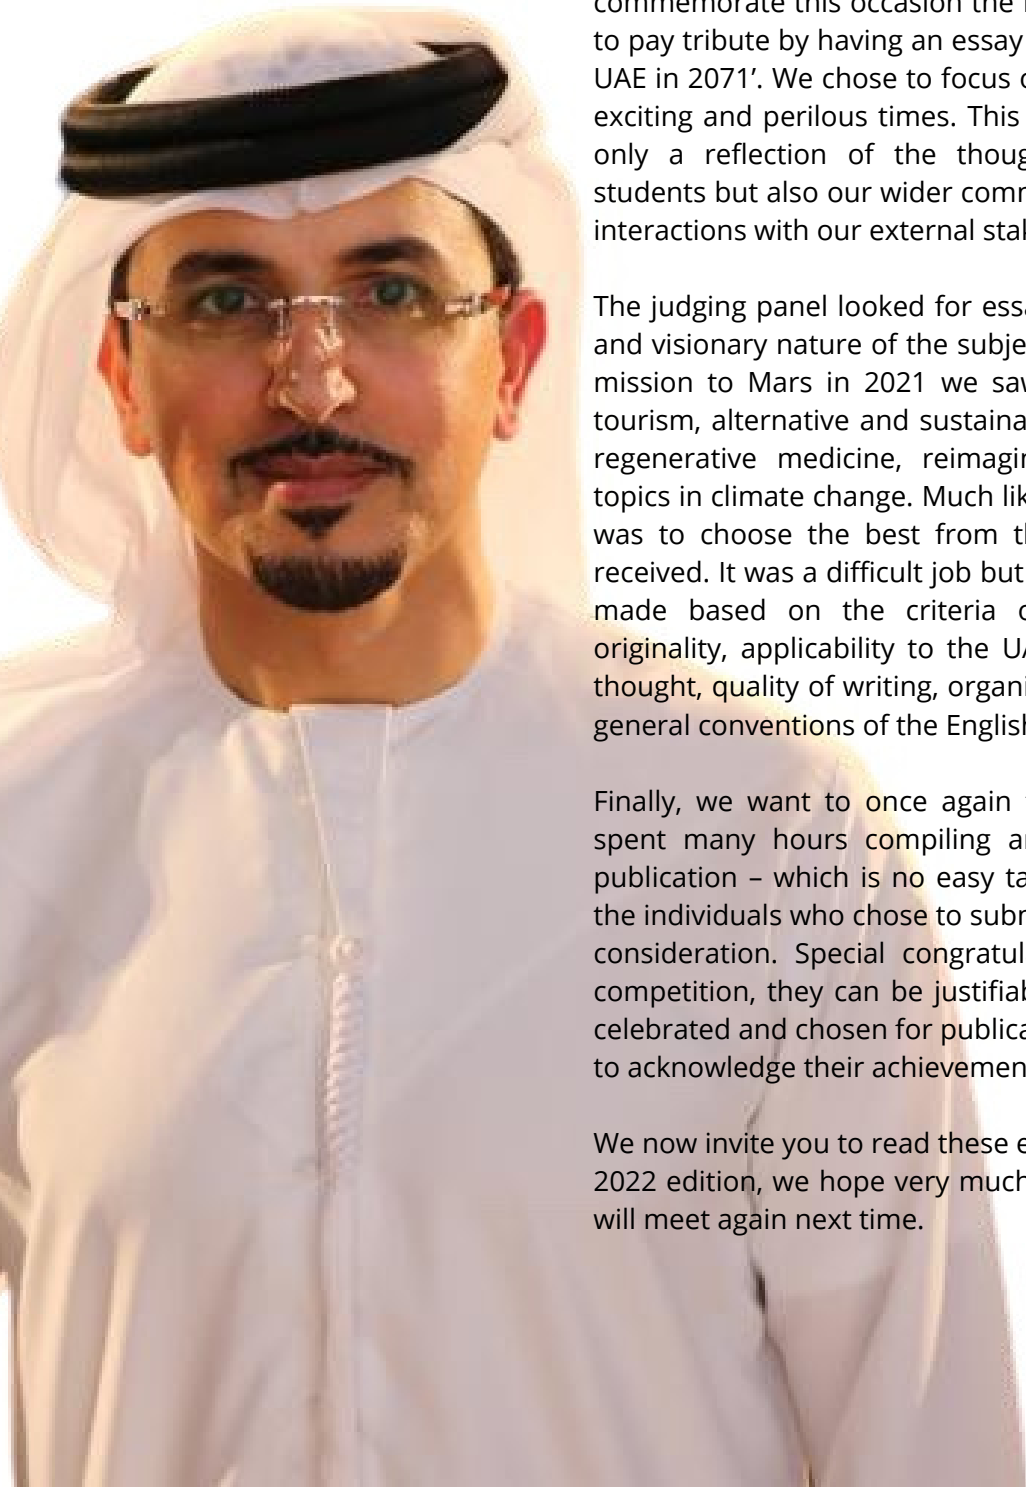 commemorate this occasion the
to pay tribute by having an essay
UAE in 2071’. We chose to focus
exciting and perilous times. This
only a reflection of the thoug
students but also our wider comm
interactions with our external stak
The judging panel looked for essa
and visionary nature of the subje
mission to Mars in 2021 we saw
tourism, alternative and sustaina
regenerative medicine, reimagin
topics in climate change. Much lik
was to choose the best from th
received. It was a difficult job but
made based on the criteria o
originality, applicability to the UA
thought, quality of writing, organi
general conventions of the English
Finally, we want to once again
spent many hours compiling a
publication – which is no easy ta
the individuals who chose to subm
consideration. Special congratul
competition, they can be justifiab
celebrated and chosen for publica
to acknowledge their achievemen
We now invite you to read these e
2022 edition, we hope very much
will meet again next time.